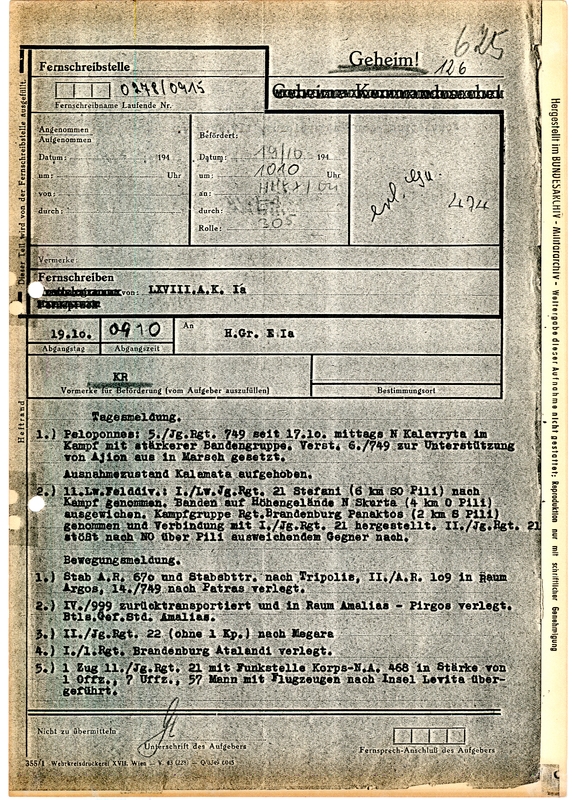 625
Geheim!
126
Fernschreibstelle
0278/0915
Fernschreibname Laufende Nr.
Angenommen
Aufgenommen
Datum: 194
um: Uhr
von:
durch:
Befördert:
Datum: 19/10 194
um: 1010 Uhr
an:
durch:
Rolle: 305
474
Vermerke:
Fernschreiben
von: LXVIII.A.K. Ia
19.10. 0910
Abgangstag Abgangszeit
An
H.Gr. E Ia
KR
Vermerke für Beförderung (vom Aufgeber auszufüllen)
Bestimmungsort
Tagesmeldung.
1.) Peloponnes: 5./Jg.Rgt. 749 seit 17.10. mittags N Kalavryta im
Kampf mit stärkerer Bandengruppe. Verst. 6./749 zur Unterstützung
von Ajion aus in Marsch gesetzt.
Ausnahmezustand Kalamata aufgehoben.
2.) 11.Lw.Felddiv.: I./Lw.Jg.Rgt. 21 Stefani (6 km SO Pili) nach
Kampf genommen. Banden auf Höhengelände N Skurta (4 km O Pili)
ausgewichen. Kampfgruppe Rgt.Brandenburg Panaktos (2 km S Pili)
genommen und Verbindung mit I./Jg.Rgt. 21 hergestellt. II./Jg.Rgt. 21
stößt nach NO über Pili ausweichendem Gegner nach.
Bewegungsmeldung.
1.) Stab A.R. 670 und Stabsbttr. nach Tripolis, II./A.R. 109 in Raum
Argos, 14./749 nach Patras verlegt.
2.) IV./999 zurücktransportiert und in Raum Amalias - Pirgos verlegt.
Btls.Gef.Std. Amalias.
3.) II./Jg.Rgt. 22 (ohne 1 Kp.) nach Megara
4.) I./1.Rgt. Brandenburg Atalandi verlegt.
5.) 1 Zug 11./Jg.Rgt. 21 mit Funkstelle Korps-N.A. 468 in Stärke von
1 Offz., 7 Uffz., 57 Mann mit Flugzeugen nach Insel Levita über-
geführt.
Nicht zu übermitteln
Unterschrift des Aufgebers
Fernsprech-Anschluß des Aufgebers
355/1 Wehrkreisdruckerei XVII, Wien
Dieser Teil wird von der Fernschreibstelle ausgefüllt.
Heftrand
Hergestellt im BUNDESARCHIV - Militärarchiv - Weitergabe dieser Aufnahme nicht gestattet; Reproduktion nur mit schriftlicher Genehmigung